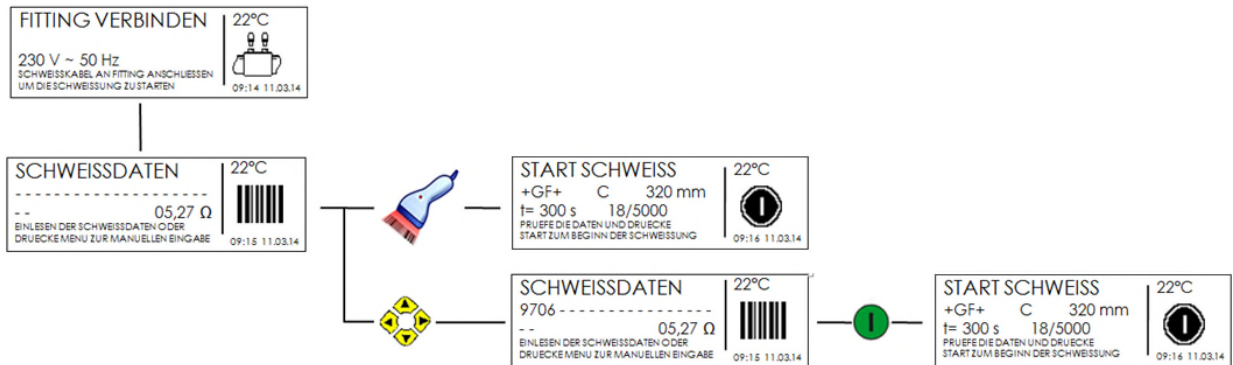 FITTING VERBINDEN
22°C
230 V ~ 50 Hz
SCHWEISSKABEL AN FITTING ANSCHLIESSEN
UM DIE SCHWEISSUNG ZU STARTEN
09:14 11.03.14
SCHWEISSDATEN
22°C
- - - - - - - - - - - - - - - - - - - - -
- - 05,27 Ω
EINLESEN DER SCHWEISSDATEN ODER
DRUECKE MENU ZUR MANUELLEN EINGABE
09:15 11.03.14
START SCHWEISS
22°C
+GF+ C 320 mm
t= 300 s 18/5000
PRUEFE DIE DATEN UND DRUECKE
START ZUM BEGINN DER SCHWEISSUNG
09:16 11.03.14
SCHWEISSDATEN
22°C
9706 - - - - - - - - - - - - - - - - -
- - 05,27 Ω
EINLESEN DER SCHWEISSDATEN ODER
DRUECKE MENU ZUR MANUELLEN EINGABE
09:15 11.03.14
START SCHWEISS
22°C
+GF+ C 320 mm
t= 300 s 18/5000
PRUEFE DIE DATEN UND DRUECKE
START ZUM BEGINN DER SCHWEISSUNG
09:16 11.03.14